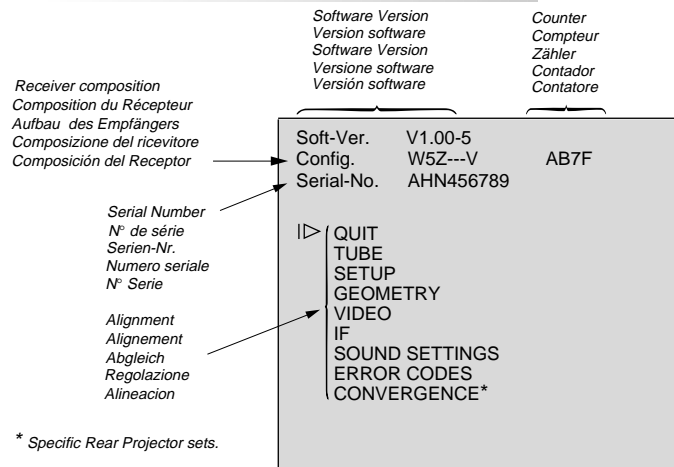 Software Version
Version software
Software Version
Versione software
Versión software
Counter
Compteur
Zähler
Contador
Contatore
Receiver composition
Composition du Récepteur
Aufbau des Empfängers
Composizione del ricevitore
Composición del Receptor
Soft-Ver. V1.00-5
Config. W5Z---V AB7F
Serial-No. AHN456789
Serial Number
N° de série
Serien-Nr.
Numero seriale
N° Serie
QUIT
TUBE
SETUP
GEOMETRY
VIDEO
IF
SOUND SETTINGS
ERROR CODES
CONVERGENCE*
Alignment
Alignement
Abgleich
Regolazione
Alineacion
* Specific Rear Projector sets.